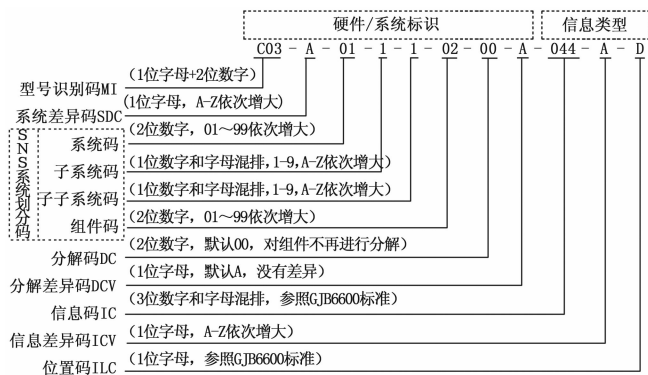 硬件/系统标识 信息类型
C03-A-01-1-1-02-00-A-044-A-D
型号识别码MI (1位字母+2位数字)
系统差异码SDC (1位字母, A-Z依次增大)
SNS系统划分码
系统码 (2位数字, 01~99依次增大)
子系统码 (1位数字和字母混排,1-9,A-Z依次增大)
子子系统码 (1位数字和字母混排,1-9,A-Z依次增大)
组件码 (2位数字, 01~99依次增大)
分解码DC (2位数字, 默认00, 对组件不再进行分解)
分解差异码DCV (1位字母, 默认A, 没有差异)
信息码IC (3位数字和字母混排, 参照GJB6600标准)
信息差异码ICV (1位字母, A-Z依次增大)
位置码ILC (1位字母, 参照GJB6600标准)